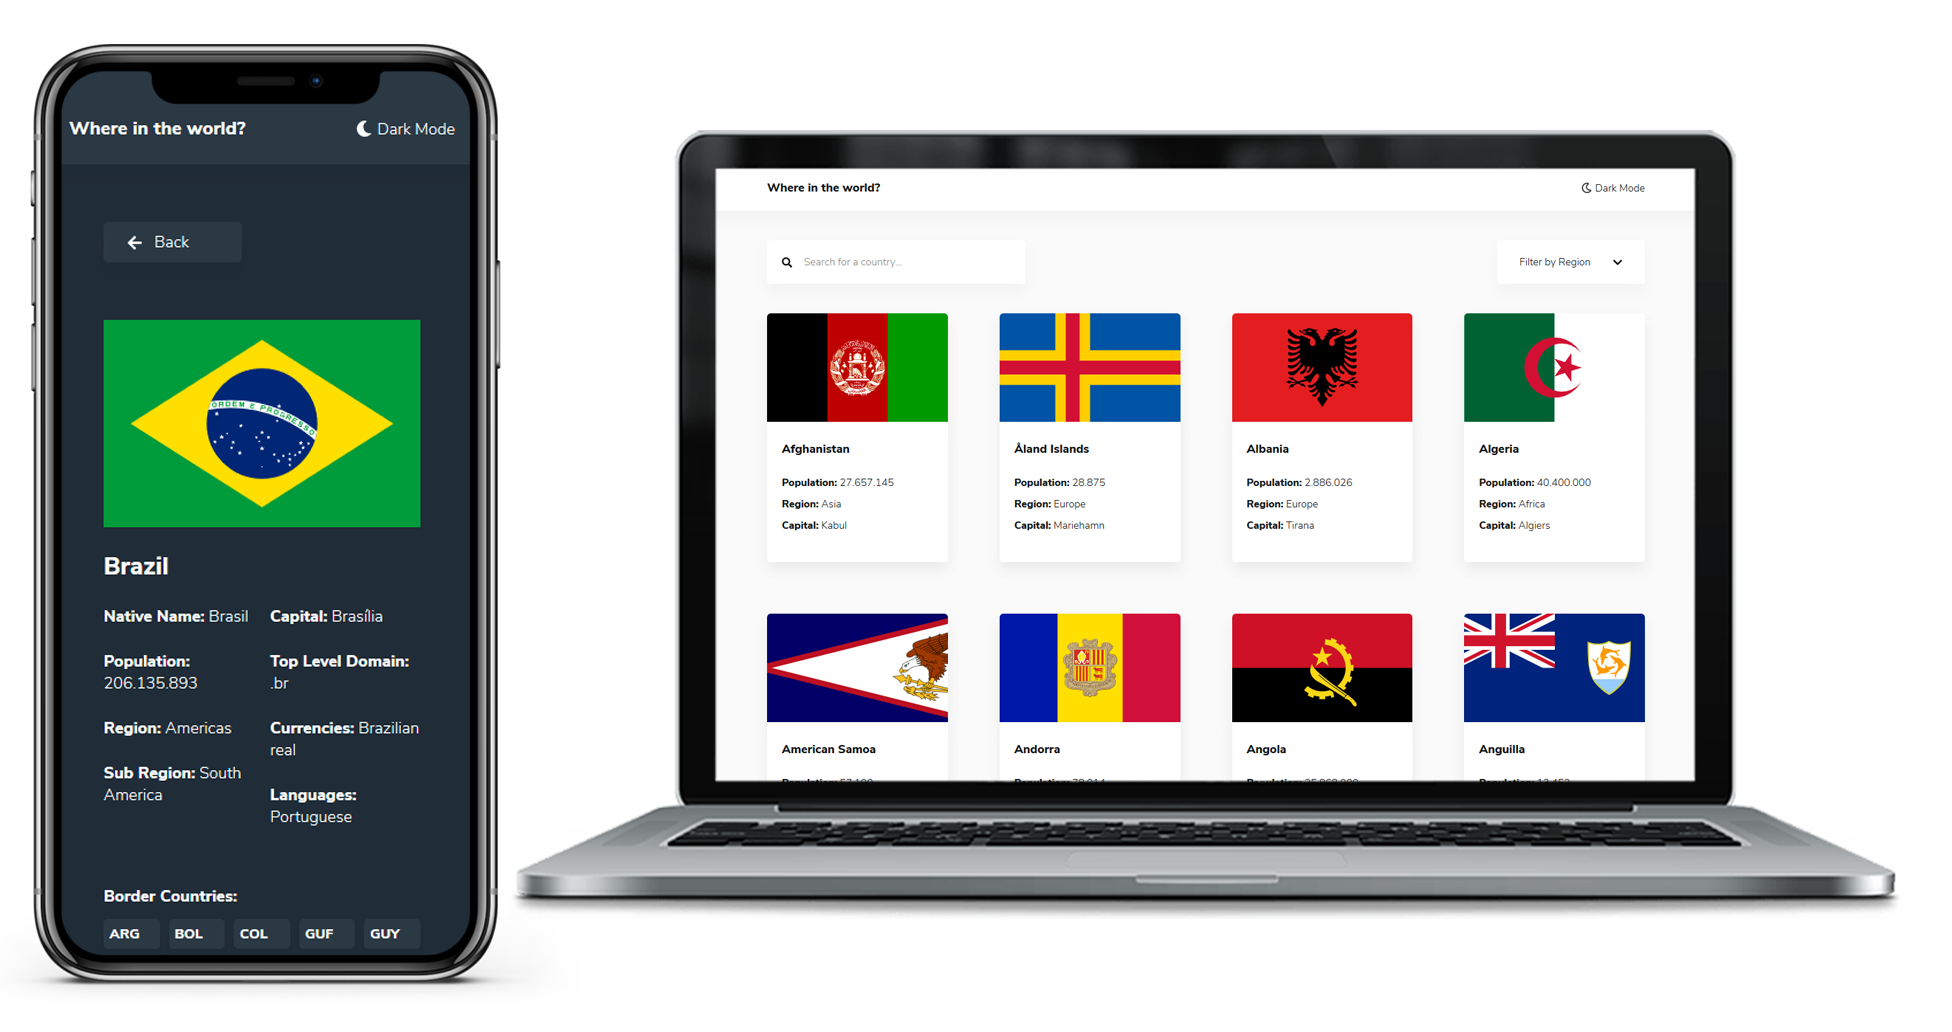 Where in the world?
Dark Mode
Back
ORDEM E PROGRESSO
Brazil
Native Name: Brasil
Capital: Brasília
Population:
206.135.893
Top Level Domain:
.br
Region: Americas
Currencies: Brazilian
real
Sub Region: South
America
Languages:
Portuguese
Border Countries:
ARG
BOL
COL
GUF
GUY
Where in the world?
Dark Mode
Search for a country...
Filter by Region
Afghanistan
Population: 27.657.145
Region: Asia
Capital: Kabul
Åland Islands
Population: 28.875
Region: Europe
Capital: Mariehamn
Albania
Population: 2.886.026
Region: Europe
Capital: Tirana
Algeria
Population: 40.400.000
Region: Africa
Capital: Algiers
American Samoa
Andorra
Angola
Anguilla